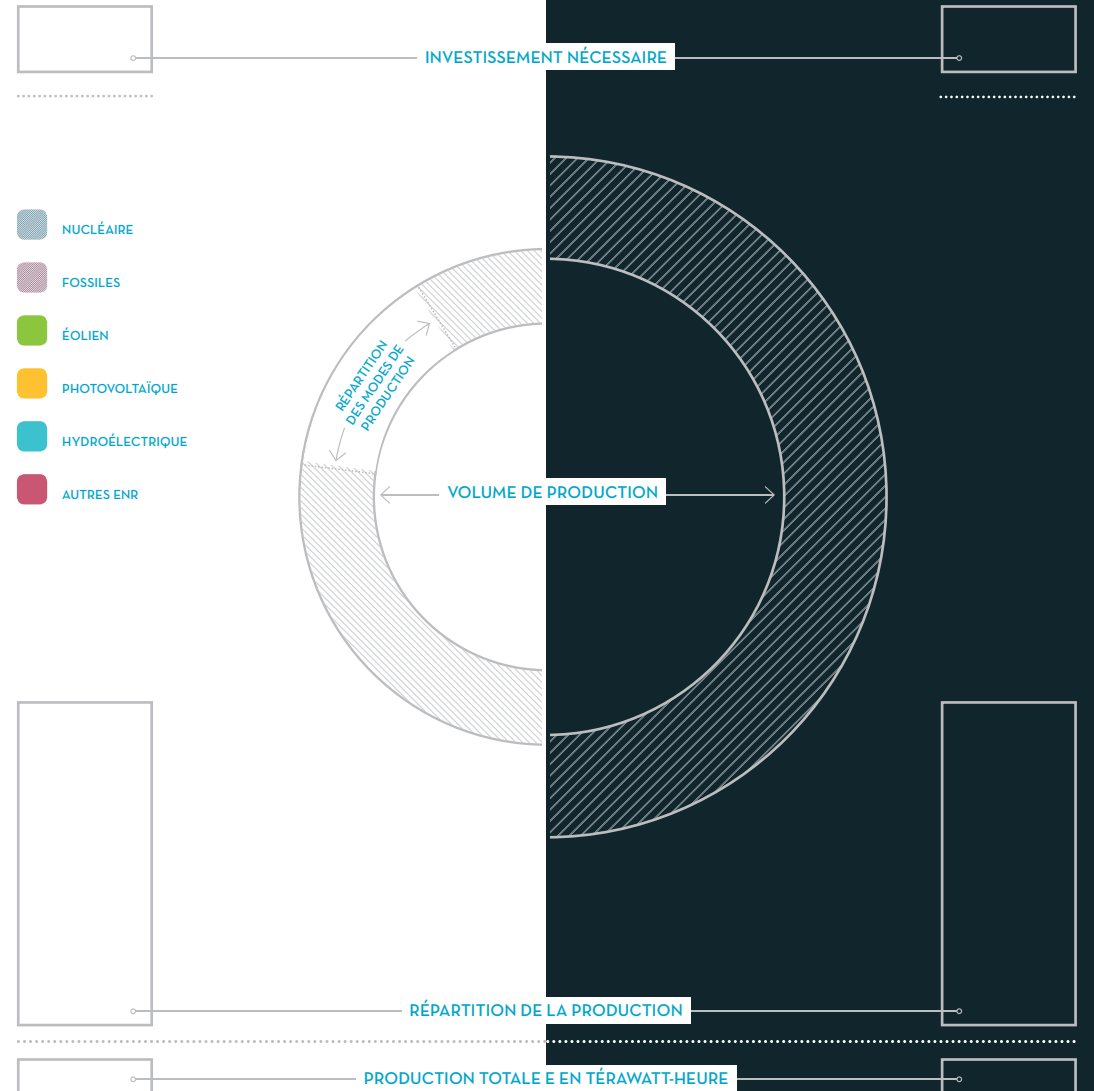 INVESTISSEMENT NÉCESSAIRE
NUCLÉAIRE
FOSSILES
ÉOLIEN
PHOTOVOLTAÏQUE
HYDROÉLECTRIQUE
AUTRES ENR
RÉPARTITION
DES MODES DE
PRODUCTION
VOLUME DE PRODUCTION
RÉPARTITION DE LA PRODUCTION
PRODUCTION TOTALE E EN TÉRAWATT-HEURE